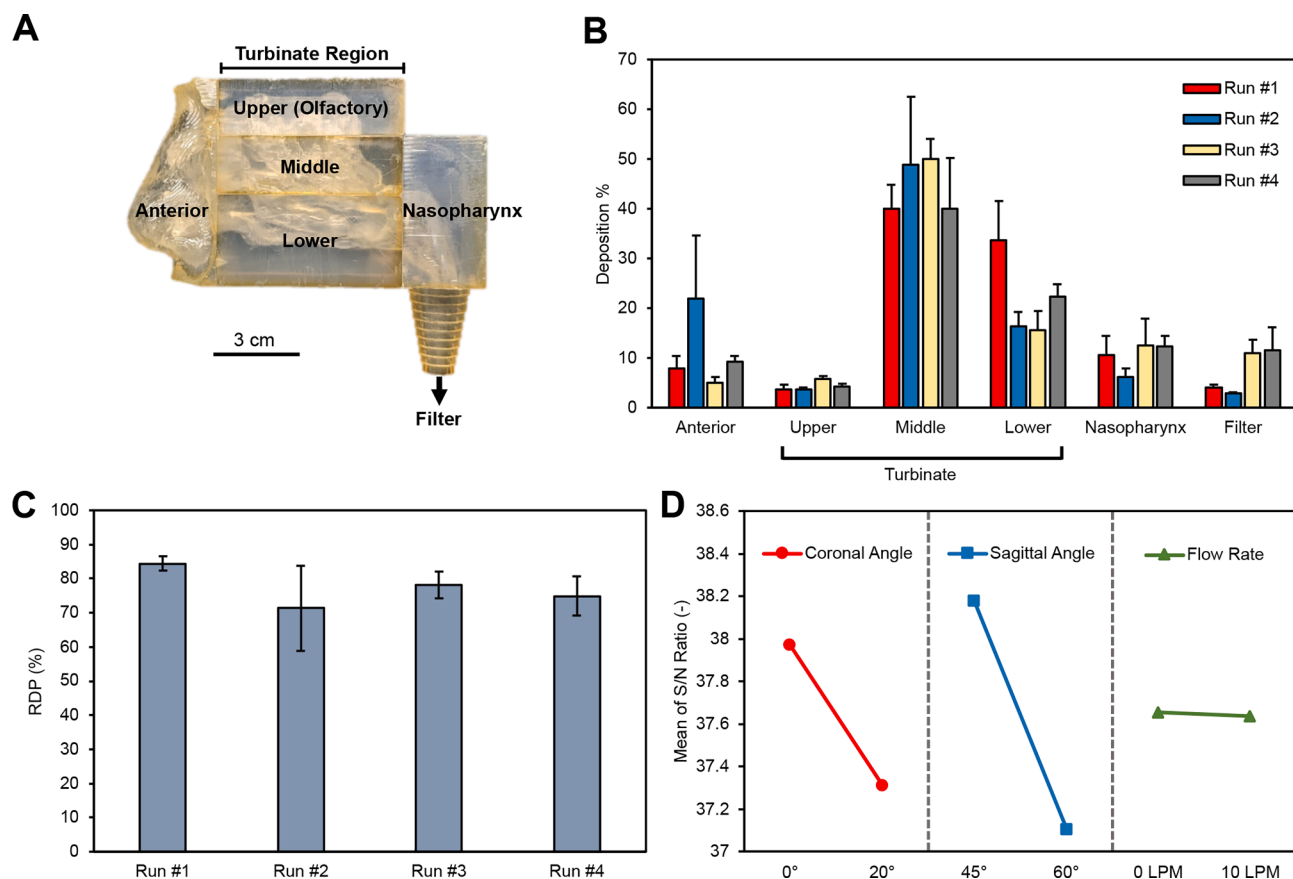 A
Turbinate Region
Upper (Olfactory)
Middle
Anterior
Nasopharynx
Lower
3 cm
Filter
B
70
60
50
40
30
20
10
0
Deposition %
Run #1
Run #2
Run #3
Run #4
Anterior
Upper
Middle
Lower
Nasopharynx
Filter
Turbinate
C
100
90
80
70
60
50
40
30
20
10
0
RDP (%)
Run #1
Run #2
Run #3
Run #4
D
38.6
38.4
38.2
38
37.8
37.6
37.4
37.2
37
Mean of S/N Ratio (-)
Coronal Angle
Sagittal Angle
Flow Rate
0°
20°
45°
60°
0 LPM
10 LPM